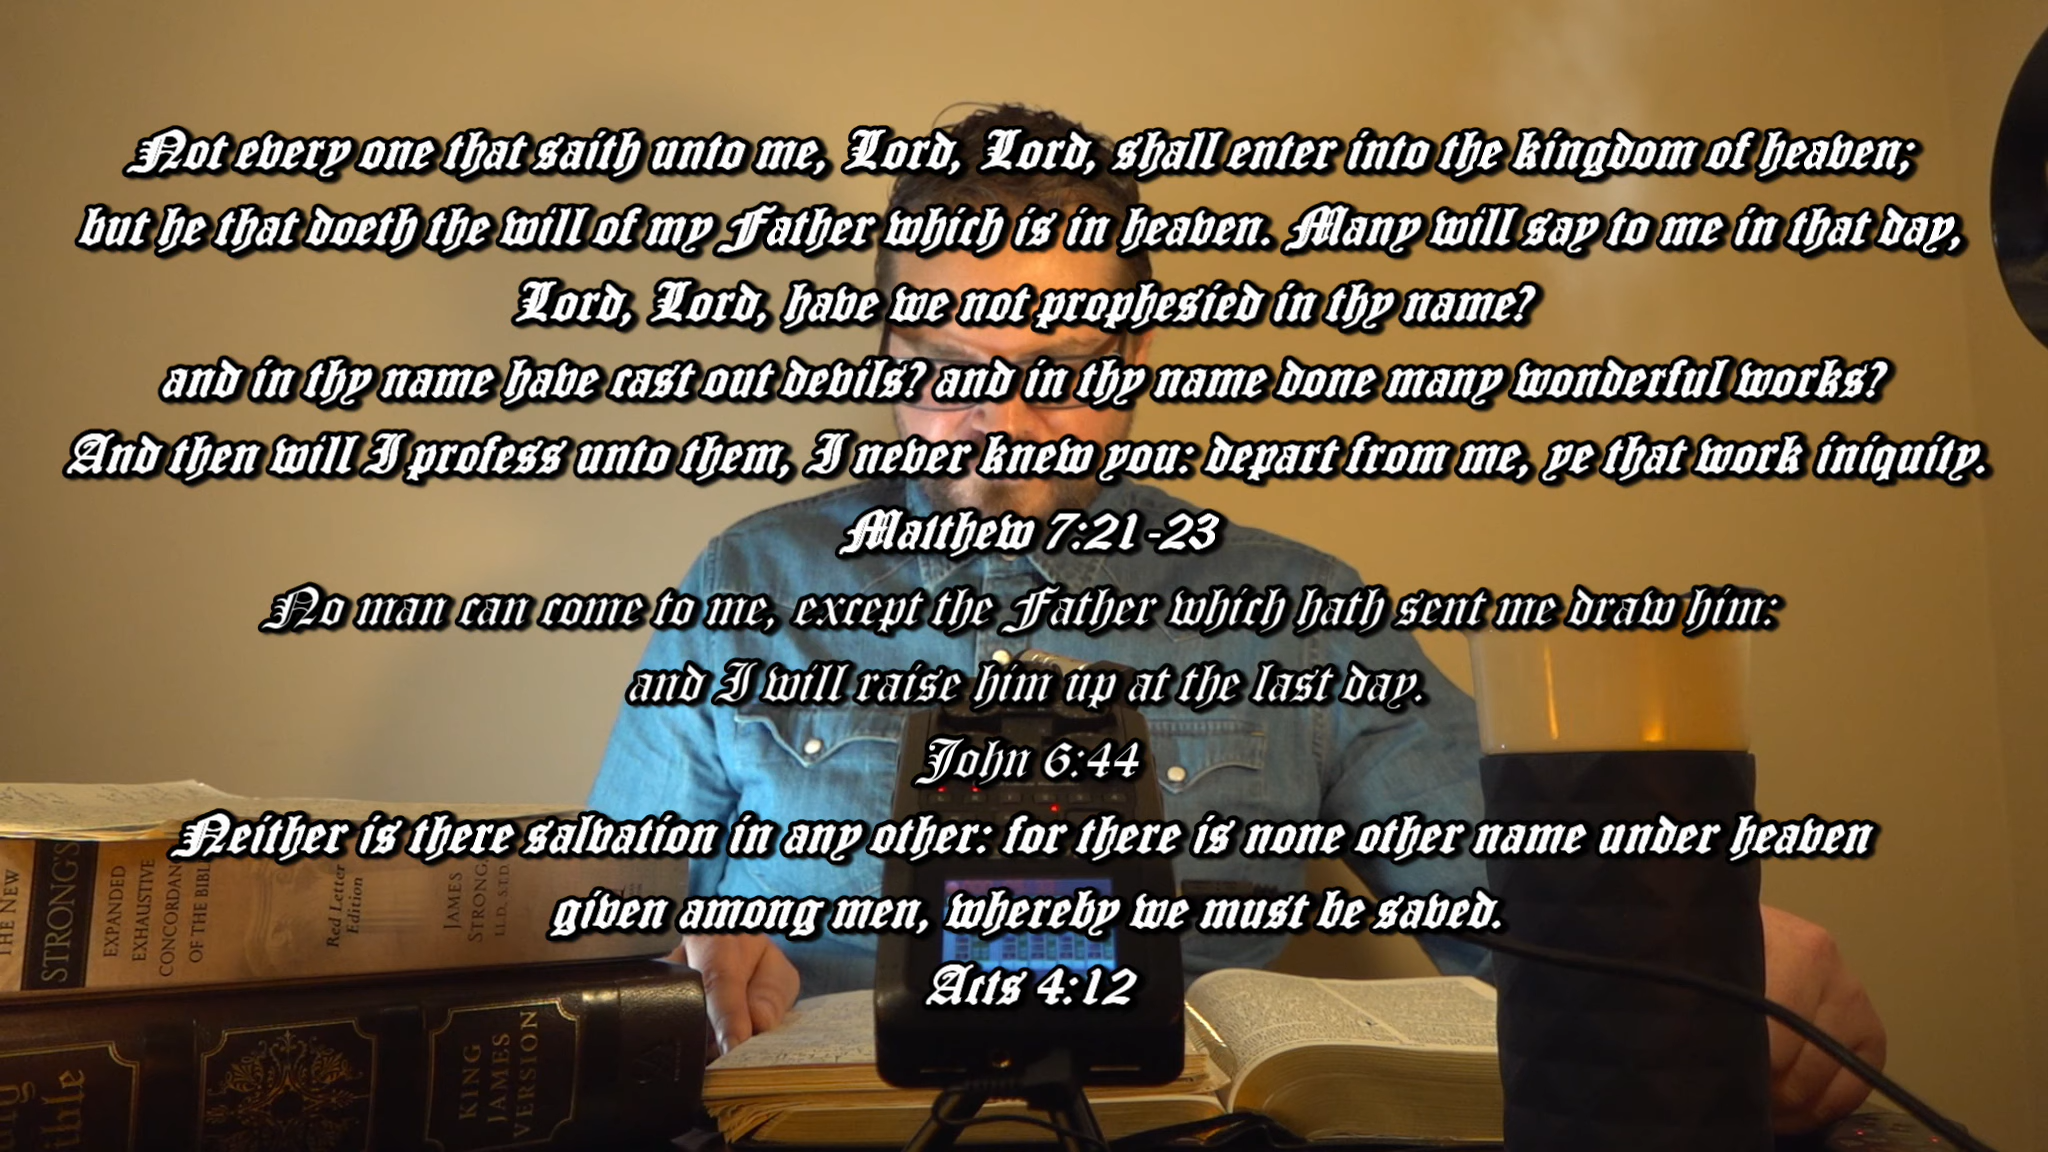 Not every one that saith unto me, Lord, Lord, shall enter into the kingdom of heaven;
but he that doeth the will of my Father which is in heaven. Many will say to me in that day,
Lord, Lord, have we not prophesied in thy name?
and in thy name have cast out devils? and in thy name done many wonderful works?
And then will I profess unto them, I never knew you: depart from me, ye that work iniquity.
Matthew 7:21-23
No man can come to me, except the Father which hath sent me draw him:
and I will raise him up at the last day.
John 6:44
Neither is there salvation in any other: for there is none other name under heaven
given among men, whereby we must be saved.
Acts 4:12
THE NEW
STRONG'S
EXPANDED
EXHAUSTIVE
OF THE
Red Letter
Edition
JAMES
STRONG,
LL.D., S.T.D.
KING
JAMES
VERSION